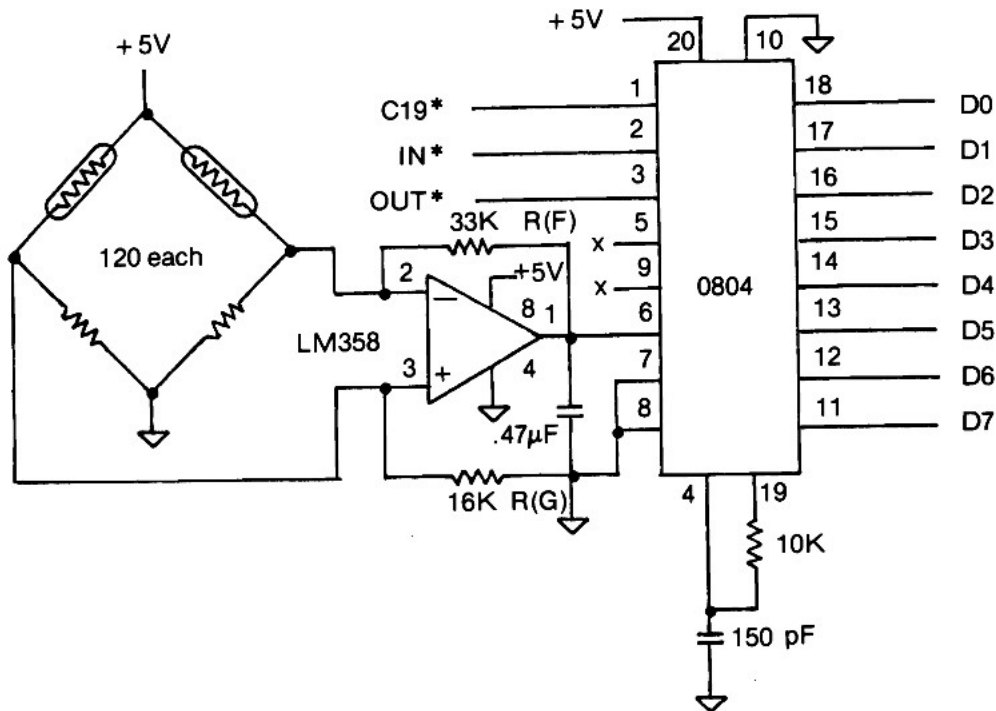 +5V
20
10
+5V
1
18
D0
C19*
2
17
D1
IN*
3
16
D2
OUT*
33K R(F)
5
15
D3
x
120 each
2
+5V
9
14
D4
x
0804
8
1
6
13
D5
LM358
3
4
7
12
D6
.47µF
8
11
D7
16K R(G)
4
19
10K
150 pF